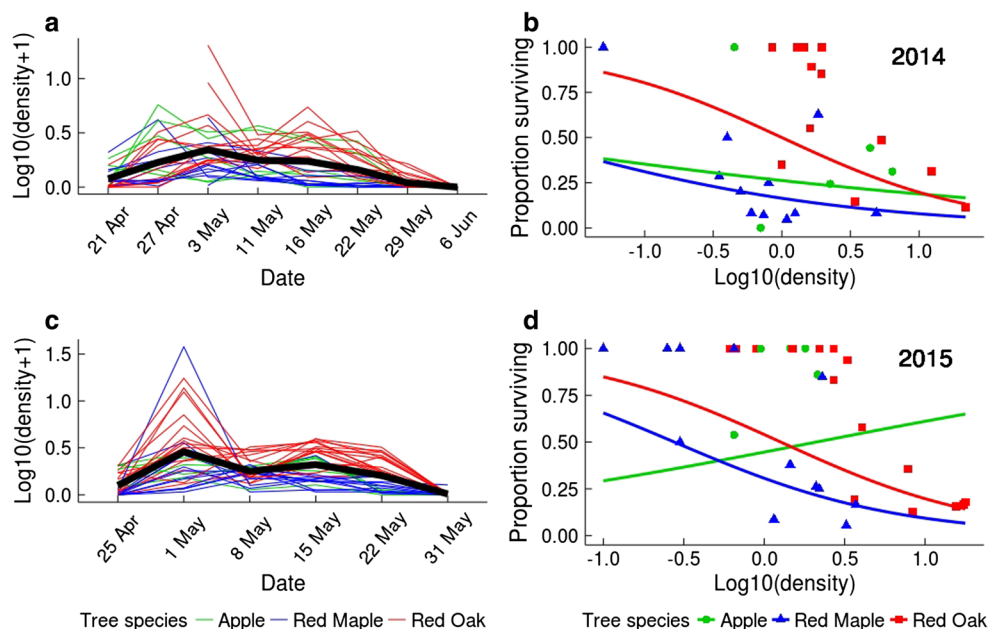 a
Log10(density+1)
1.0
0.5
0.0
21 Apr
27 Apr
3 May
11 May
16 May
22 May
29 May
6 Jun
Date
b
2014
Proportion surviving
1.00
0.75
0.50
0.25
0.00
-1.0
-0.5
0.0
0.5
1.0
Log10(density)
c
Log10(density+1)
1.5
1.0
0.5
0.0
25 Apr
1 May
8 May
15 May
22 May
31 May
Date
d
2015
Proportion surviving
1.00
0.75
0.50
0.25
0.00
-1.0
-0.5
0.0
0.5
1.0
Log10(density)
Tree species Apple Red Maple Red Oak
Tree species Apple Red Maple Red Oak